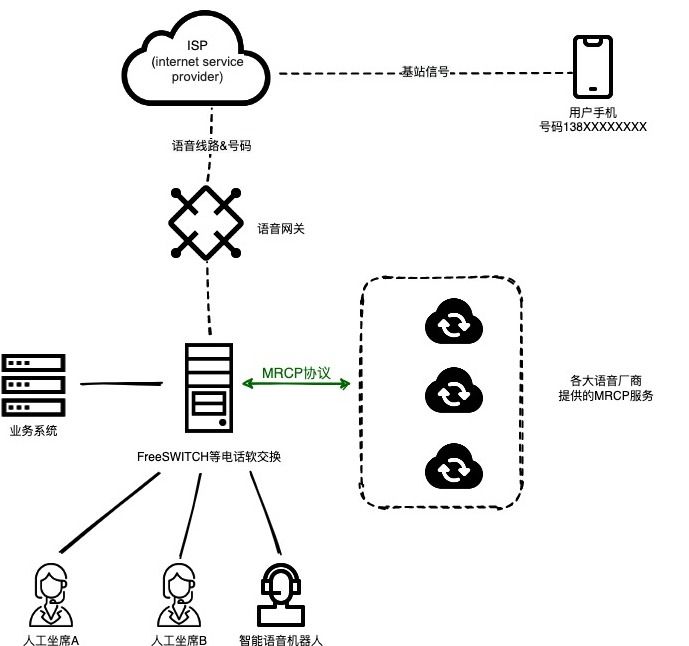 ISP
(internet service
provider)
基站信号
用户手机
号码138XXXXXXXX
语音线路&号码
语音网关
MRCP协议
各大语音厂商
提供的MRCP服务
业务系统
FreeSWITCH等电话软交换
人工坐席A
人工坐席B
智能语音机器人